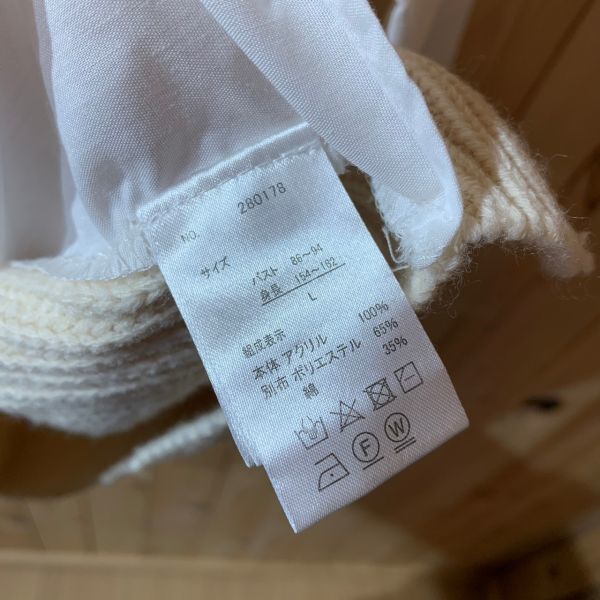 NO. 280178
サイズ
バスト 86～94
身長 154～162
L
組成表示
本体 アクリル 100%
別布 ポリエステル 65%
綿 35%
F W